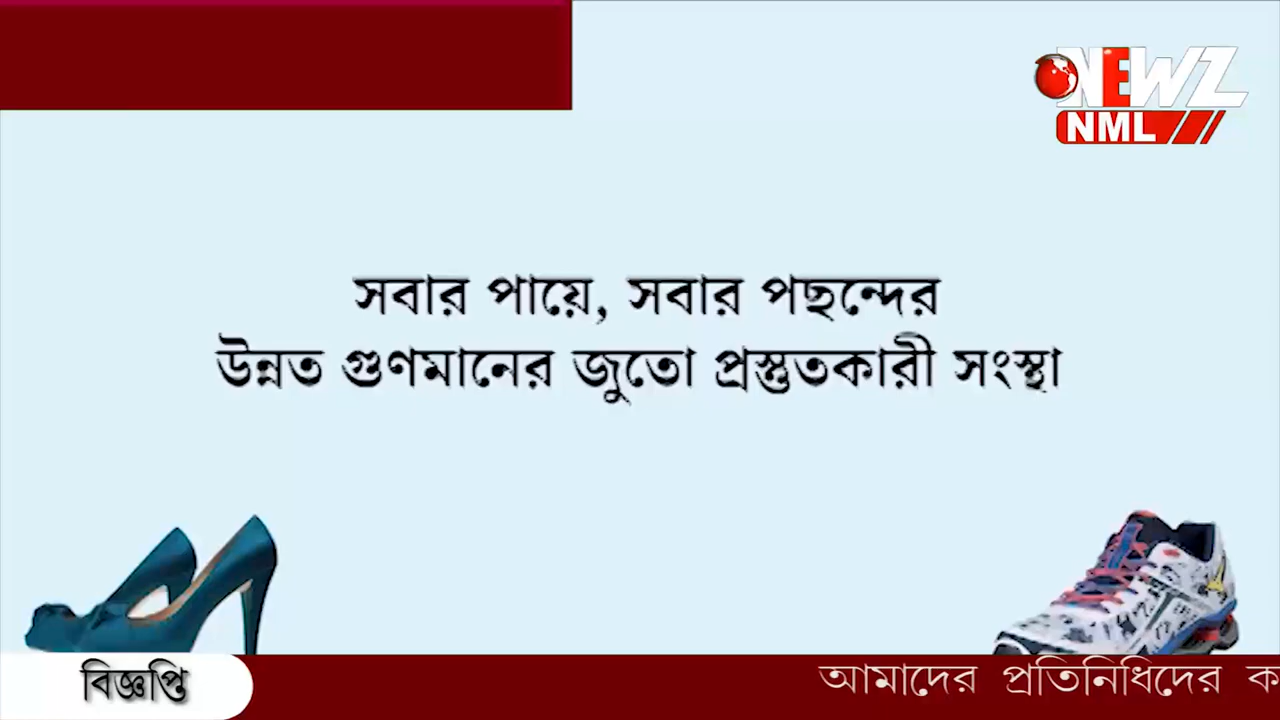 NEWZ
NML
সবার পায়ে, সবার পছন্দের
উন্নত গুণমানের জুতো প্রস্তুতকারী সংস্থা
বিজ্ঞপ্তি
আমাদের প্রতিনিধিদের